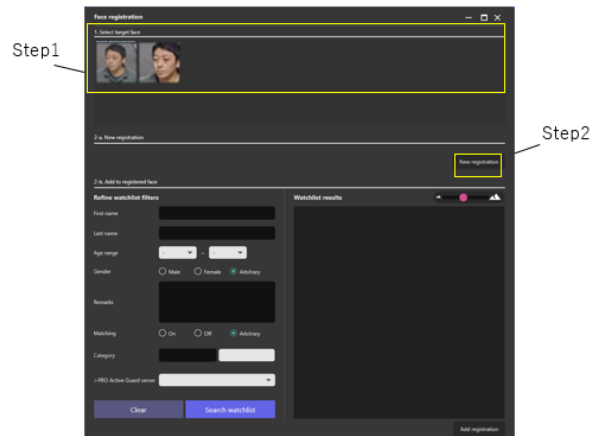 Face registration
1. Select target face
Step1
2-a. New registration
Step2
New registration
2-b. Add to registered face
Refine watchlist filters
Watchlist results
First name
Last name
Age range - - -
Gender Male Female Arbitrary
Remarks
Matching On Off Arbitrary
Category
i-PRO Active Guard server
Clear Search watchlist
Add registration